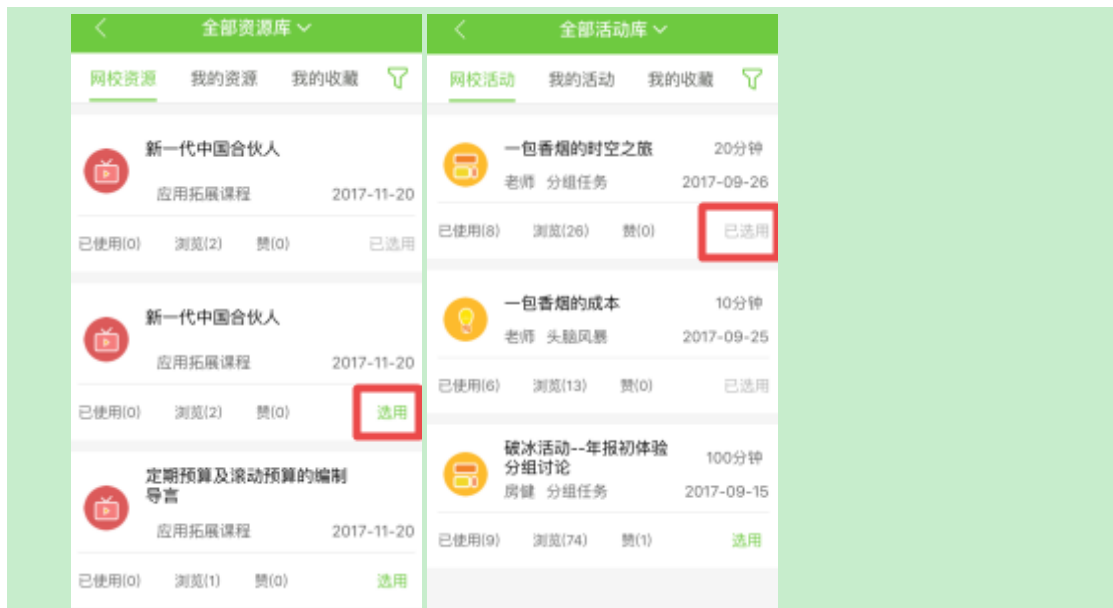 全部资源库
网校资源 我的资源 我的收藏
新一代中国合伙人
应用拓展课程 2017-11-20
已使用(0) 浏览(2) 赞(0) 已选用
新一代中国合伙人
应用拓展课程 2017-11-20
已使用(0) 浏览(2) 赞(0) 选用
定期预算及滚动预算的编制
导言
应用拓展课程 2017-11-20
已使用(0) 浏览(1) 赞(0) 选用
全部活动库
网校活动 我的活动 我的收藏
一包香烟的时空之旅 20分钟
老师 分组任务 2017-09-26
已使用(8) 浏览(26) 赞(0) 已选用
一包香烟的成本 10分钟
老师 头脑风暴 2017-09-25
已使用(6) 浏览(13) 赞(0) 已选用
破冰活动--年报初体验
分组讨论 100分钟
房健 分组任务 2017-09-15
已使用(9) 浏览(74) 赞(1) 选用